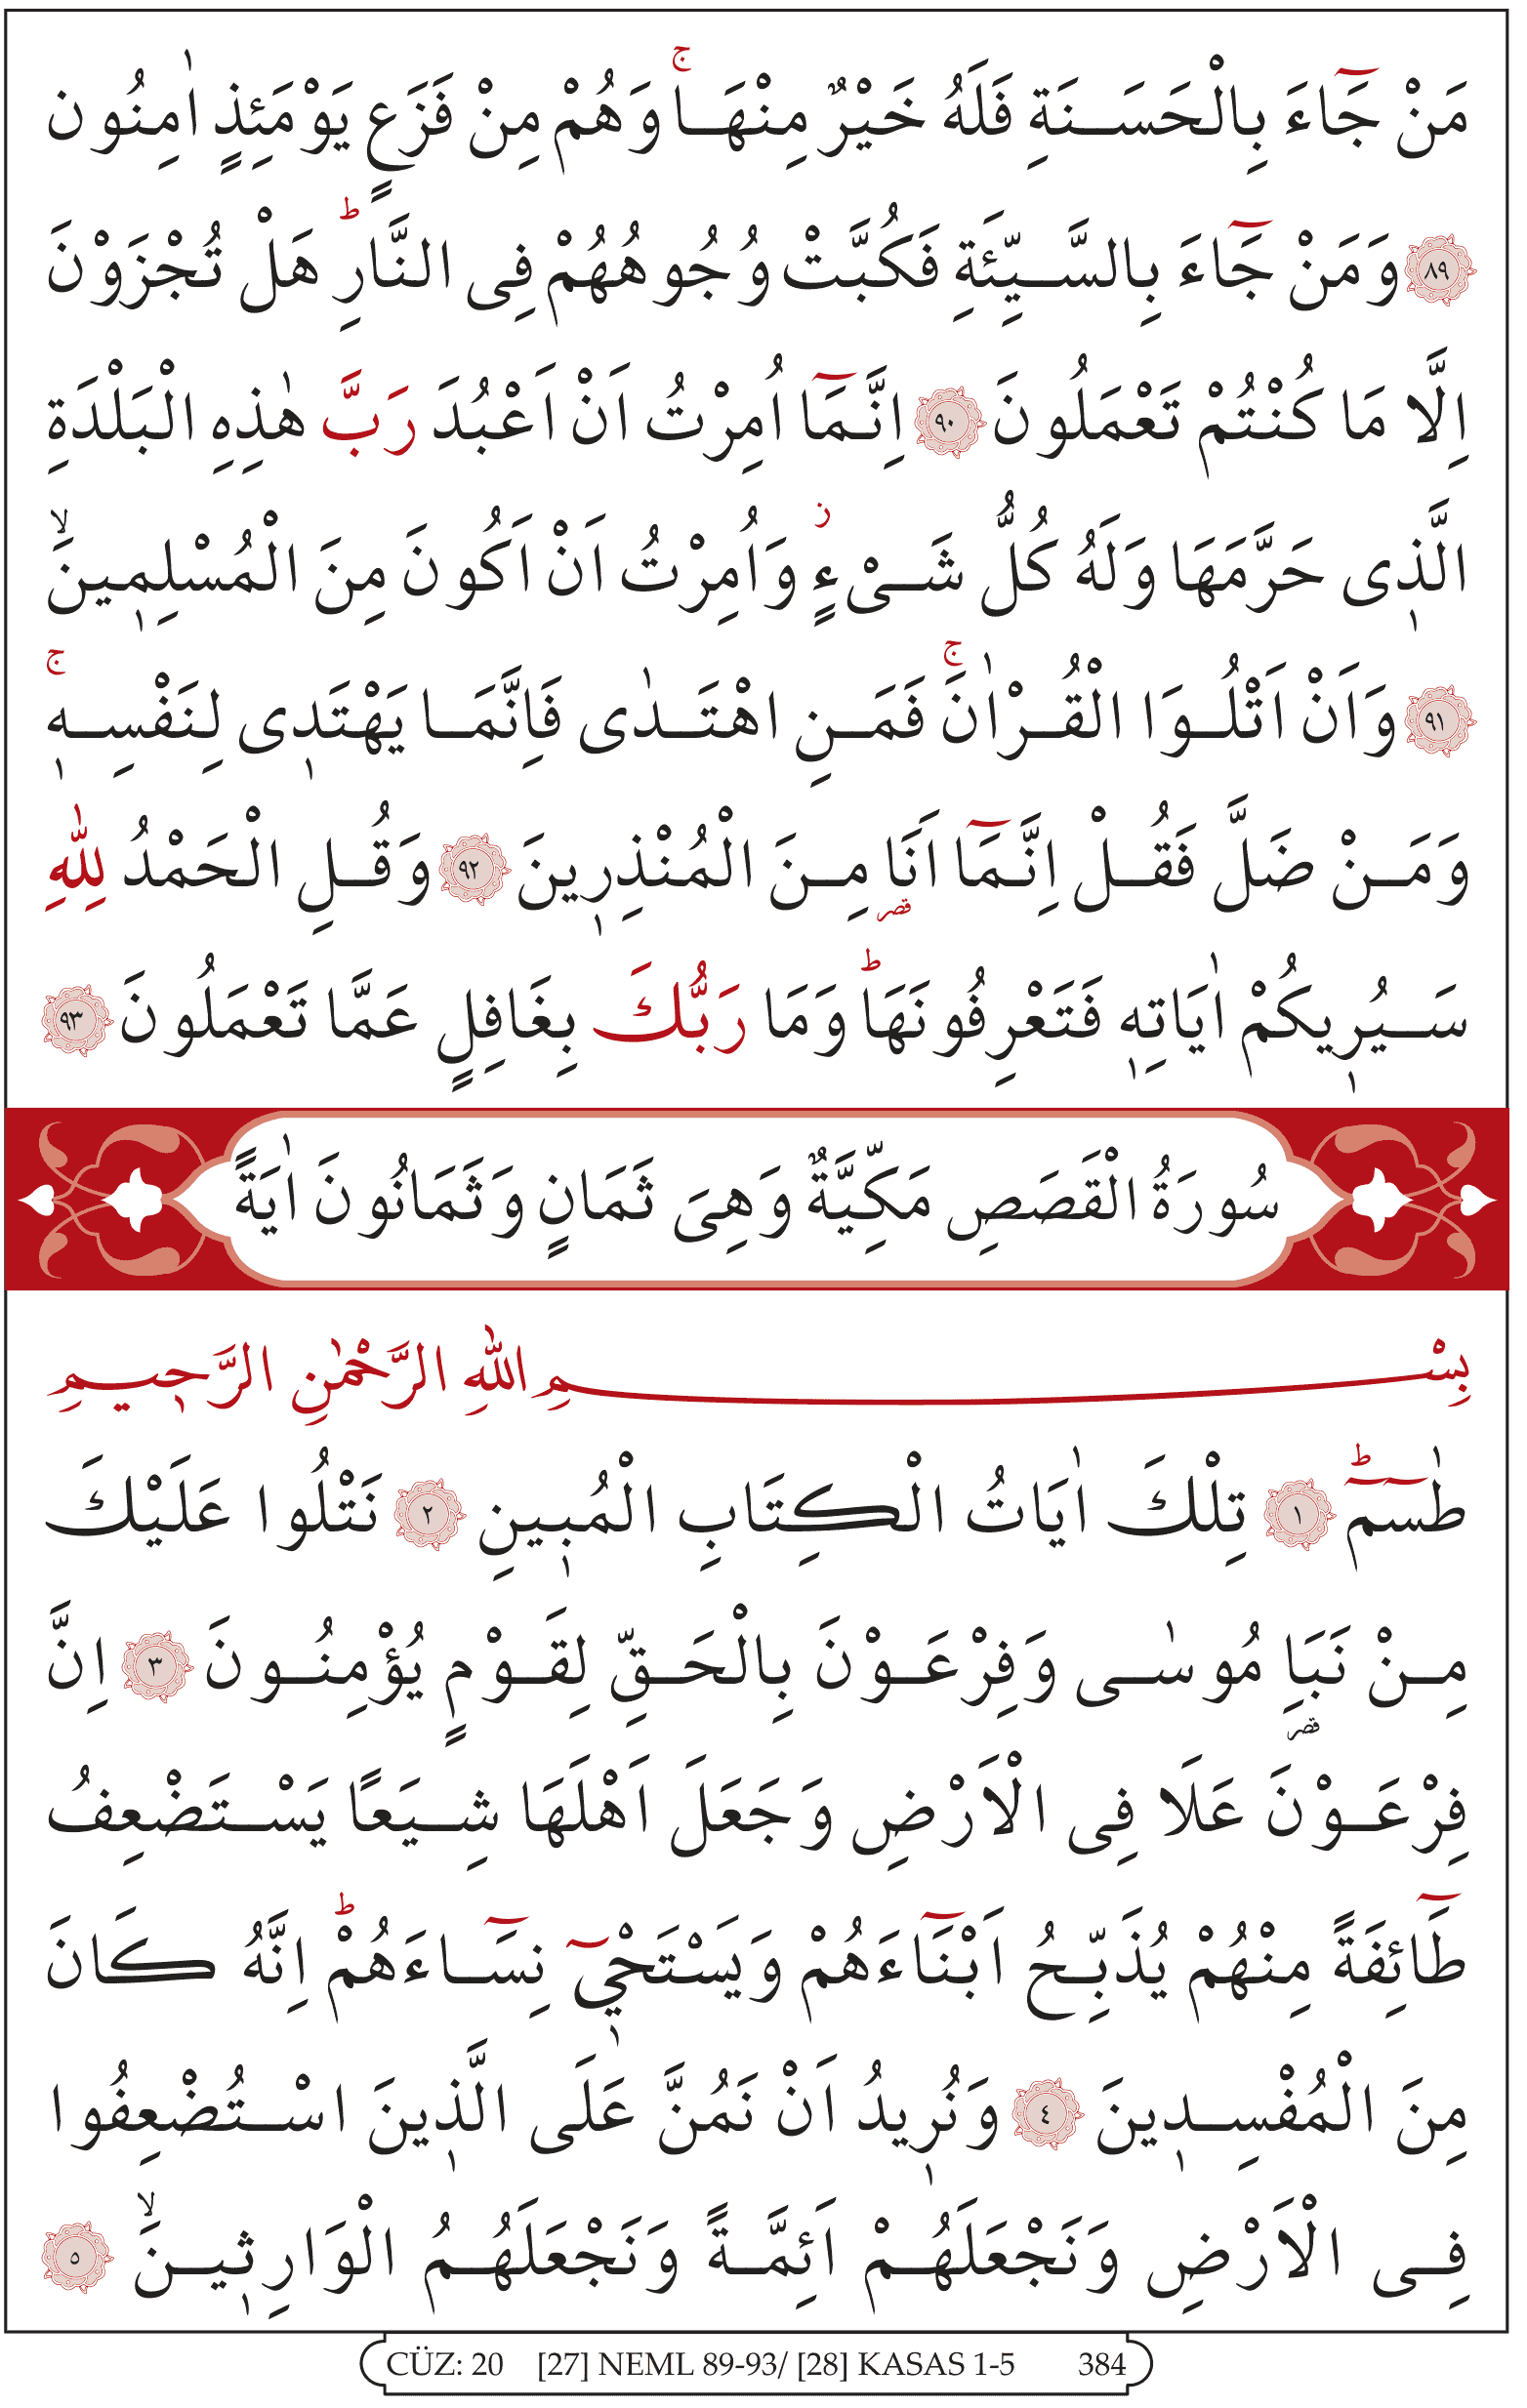 مَنْ جَٓاءَ بِالْحَسَنَةِ فَلَهُ خَيْرٌ مِنْهَاۚ وَهُمْ مِنْ فَزَعٍ يَوْمَئِذٍ اٰمِنُون
﴿٨٩﴾ وَمَنْ جَٓاءَ بِالسَّيِّئَةِ فَكُبَّتْ وُجُوهُهُمْ فِى النَّارِؕ هَلْ تُجْزَوْنَ
اِلَّا مَا كُنْتُمْ تَعْمَلُونَ ﴿٩٠﴾ اِنَّمَٓا اُمِرْتُ اَنْ اَعْبُدَ رَبَّ هٰذِهِ الْبَلْدَةِ
الَّذ۪ى حَرَّمَهَا وَلَهُ كُلُّ شَىْءٍؗ وَاُمِرْتُ اَنْ اَكُونَ مِنَ الْمُسْلِم۪ينَۙ
﴿٩١﴾ وَاَنْ اَتْلُوَا الْقُرْاٰنَۚ فَمَنِ اهْتَدٰى فَاِنَّمَا يَهْتَد۪ى لِنَفْسِه۪ۚ
وَمَنْ ضَلَّ فَقُلْ اِنَّمَٓا اَنَا۬ مِنَ الْمُنْذِر۪ينَ ﴿٩٢﴾ وَقُلِ الْحَمْدُ لِلّٰهِ
قصر
سَيُر۪يكُمْ اٰيَاتِه۪ فَتَعْرِفُونَهَاؕ وَمَا رَبُّكَ بِغَافِلٍ عَمَّا تَعْمَلُونَ ﴿٩٣﴾
سُورَةُ الْقَصَصِ مَكِّيَّةٌ وَهِىَ ثَمَانٍ وَثَمَانُونَ اٰيَةً
بِسْمِ اللّٰهِ الرَّحْمٰنِ الرَّح۪يمِ
طٰسٓمٓؕ ﴿١﴾ تِلْكَ اٰيَاتُ الْكِتَابِ الْمُب۪ينِ ﴿٢﴾ نَتْلُوا عَلَيْكَ
مِنْ نَبَاِ مُوسٰى وَفِرْعَوْنَ بِالْحَقِّ لِقَوْمٍ يُؤْمِنُونَ ﴿٣﴾ اِنَّ
قصر
فِرْعَوْنَ عَلَا فِى الْاَرْضِ وَجَعَلَ اَهْلَهَا شِيَعًا يَسْتَضْعِفُ
طَٓائِفَةً مِنْهُمْ يُذَبِّحُ اَبْنَٓاءَهُمْ وَيَسْتَحْي۪ٓ نِسَٓاءَهُمْؕ اِنَّهُ كَانَ
مِنَ الْمُفْسِد۪ينَ ﴿٤﴾ وَنُر۪يدُ اَنْ نَمُنَّ عَلَى الَّذ۪ينَ اسْتُضْعِفُوا
فِى الْاَرْضِ وَنَجْعَلَهُمْ اَئِمَّةً وَنَجْعَلَهُمُ الْوَارِث۪ينَۙ ﴿٥﴾
CÜZ: 20 [27] NEML 89-93/ [28] KASAS 1-5 384